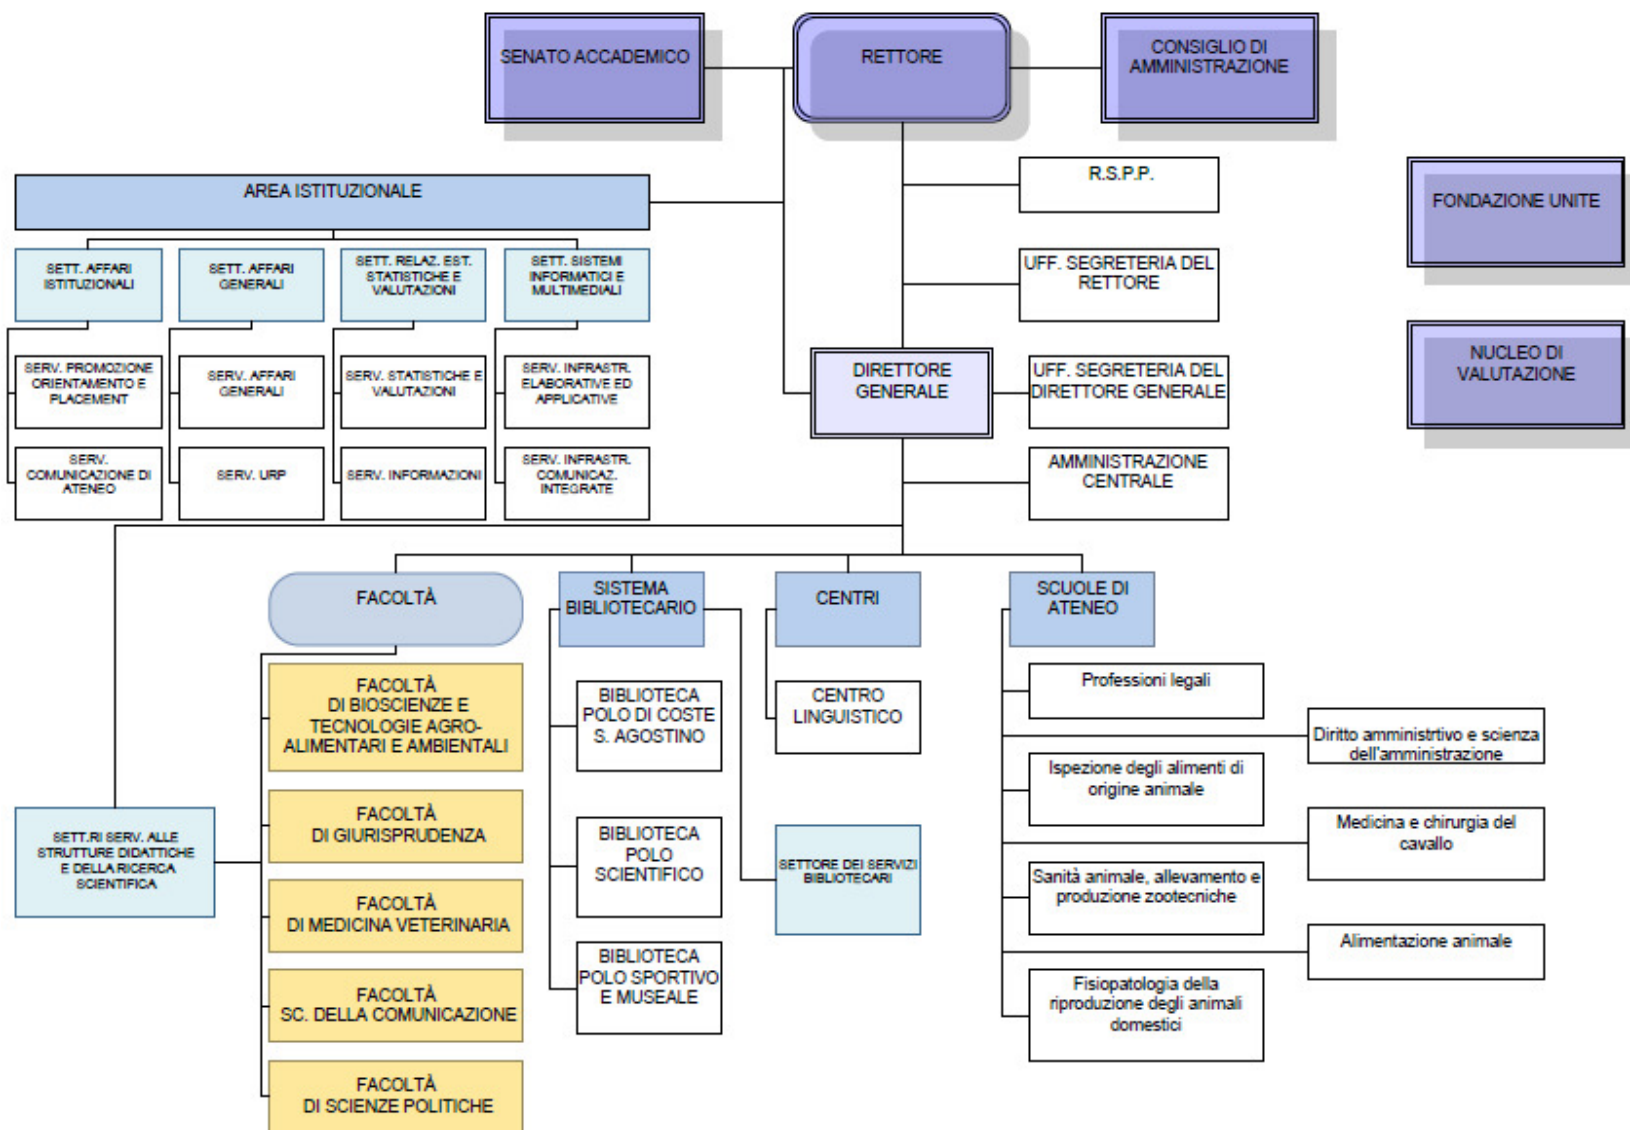 SENATO ACCADEMICO
RETTORE
CONSIGLIO DI
AMMINISTRAZIONE
R.S.P.P.
FONDAZIONE UNITE
AREA ISTITUZIONALE
SETT. AFFARI
ISTITUZIONALI
SETT. AFFARI
GENERALI
SETT. RELAZ. EST.
STATISTICHE E
VALUTAZIONI
SETT. SISTEMI
INFORMATICI E
MULTIMEDIALI
UFF. SEGRETERIA DEL
RETTORE
NUCLEO DI
VALUTAZIONE
SERV. PROMOZIONE
ORIENTAMENTO E
PLACEMENT
SERV. AFFARI
GENERALI
SERV. STATISTICHE E
VALUTAZIONI
SERV. INFRASTR.
ELABORATIVE ED
APPLICATIVE
DIRETTORE
GENERALE
UFF. SEGRETERIA DEL
DIRETTORE GENERALE
SERV.
COMUNICAZIONE DI
ATENEO
SERV. URP
SERV. INFORMAZIONI
SERV. INFRASTR.
COMUNICAZ.
INTEGRATE
AMMINISTRAZIONE
CENTRALE
FACOLTÀ
SISTEMA
BIBLIOTECARIO
CENTRI
SCUOLE DI
ATENEO
FACOLTÀ
DI BIOSCIENZE E
TECNOLOGIE AGRO-
ALIMENTARI E AMBIENTALI
BIBLIOTECA
POLO DI COSTE
S. AGOSTINO
CENTRO
LINGUISTICO
Professioni legali
Diritto amministrtivo e scienza
dell'amministrazione
Ispezione degli alimenti di
origine animale
FACOLTÀ
DI GIURISPRUDENZA
BIBLIOTECA
POLO
SCIENTIFICO
Medicina e chirurgia del
cavallo
SETT.RI SERV. ALLE
STRUTTURE DIDATTICHE
E DELLA RICERCA
SCIENTIFICA
SETTORE DEI SERVIZI
BIBLIOTECARI
Sanità animale, allevamento e
produzione zootecniche
FACOLTÀ
DI MEDICINA VETERINARIA
Alimentazione animale
BIBLIOTECA
POLO SPORTIVO
E MUSEALE
FACOLTÀ
SC. DELLA COMUNICAZIONE
Fisiopatologia della
riproduzione degli animali
domestici
FACOLTÀ
DI SCIENZE POLITICHE